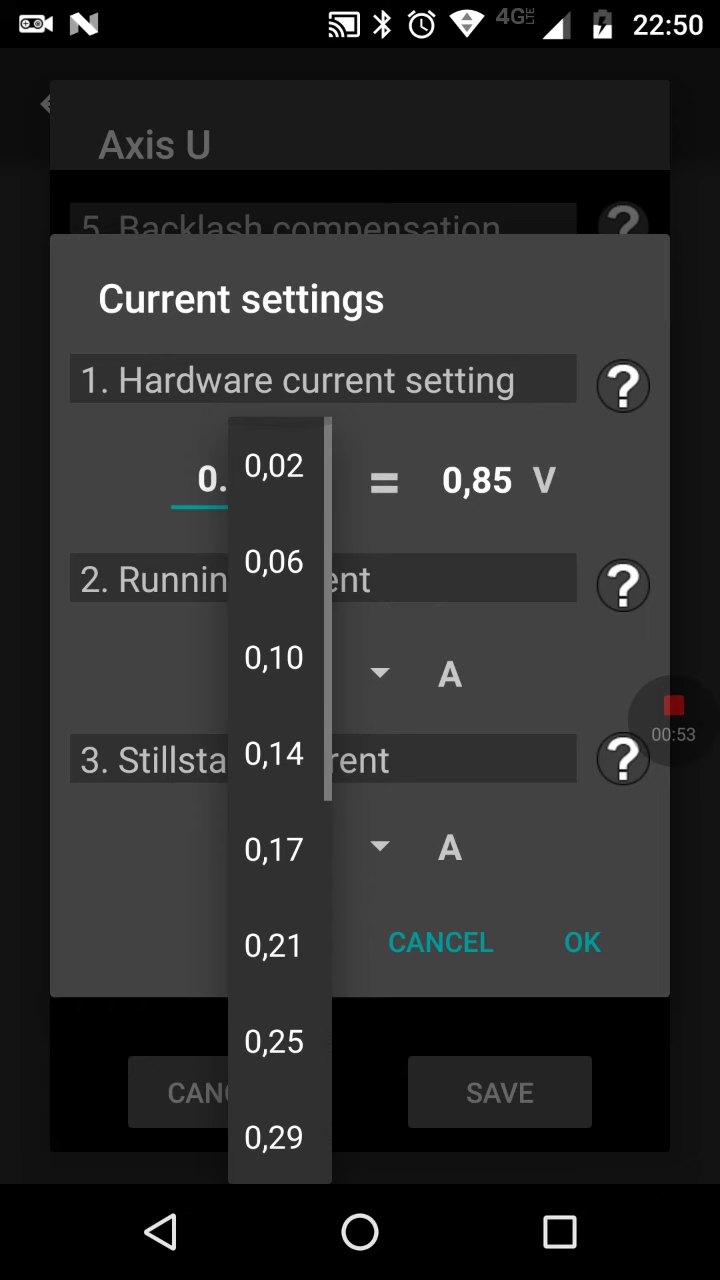 4G LTE 22:50
Axis U
5. Backlash compensation
Current settings
1. Hardware current setting
0. = 0,85 V
0,02
0,06
2. Runnin ent
0,10
A
0,14
00:53
3. Stillsta rent
0,17
A
0,21
CANCEL OK
0,25
CAN SAVE
0,29